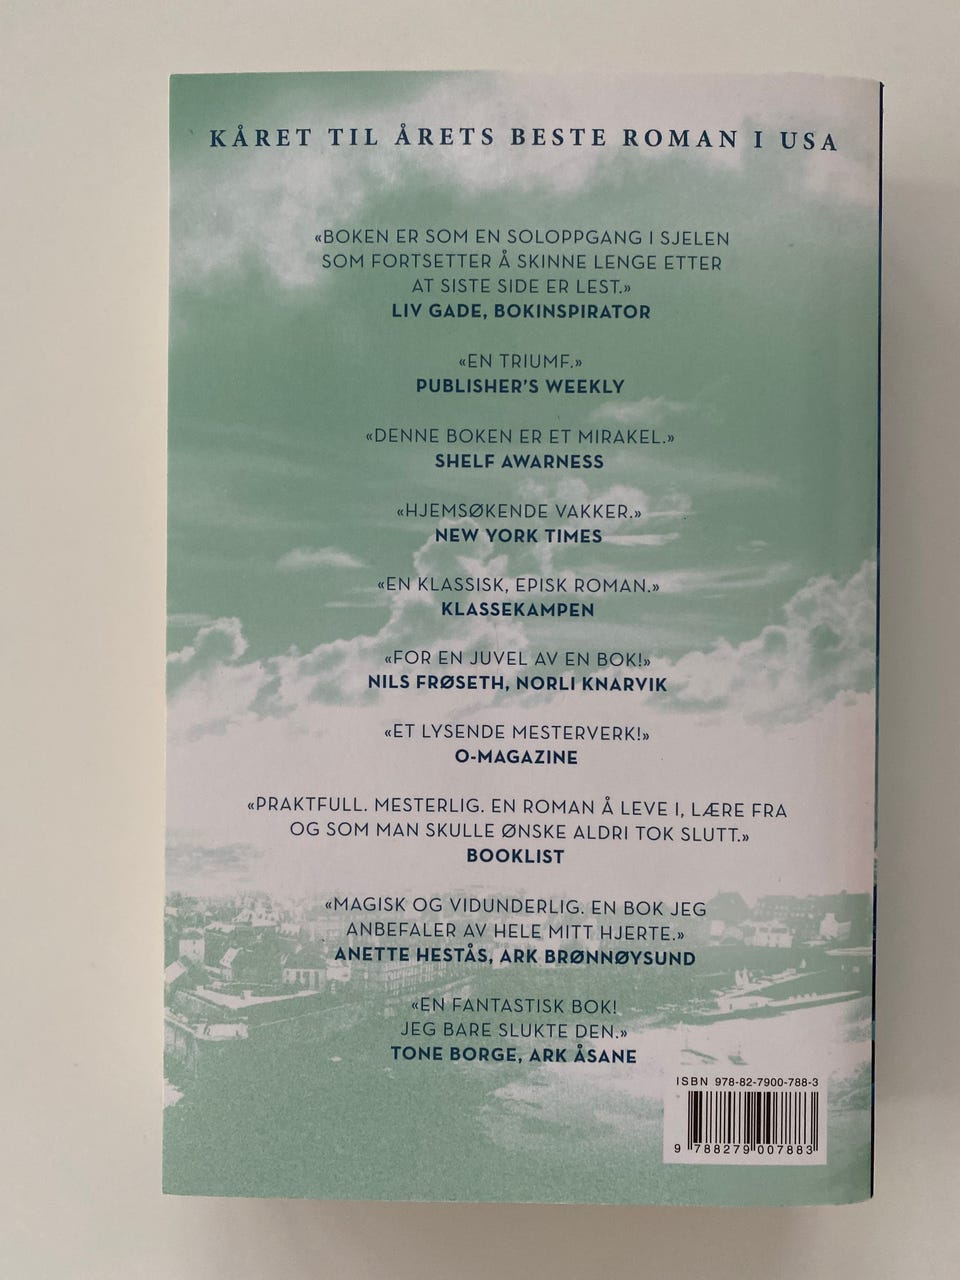 KÅRET TIL ÅRETS BESTE ROMAN I USA
«BOKEN ER SOM EN SOLOPPGANG I SJELEN
SOM FORTSETTER Å SKINNE LENGE ETTER
AT SISTE SIDE ER LEST.»
LIV GADE, BOKINSPIRATOR
«EN TRIUMF.»
PUBLISHER'S WEEKLY
«DENNE BOKEN ER ET MIRAKEL.»
SHELF AWARNESS
«HJEMSØKENDE VAKKER.»
NEW YORK TIMES
«EN KLASSISK, EPISK ROMAN.»
KLASSEKAMPEN
«FOR EN JUVEL AV EN BOK!»
NILS FRØSETH, NORLI KNARVIK
«ET LYSENDE MESTERVERK!»
O-MAGAZINE
«PRAKTFULL. MESTERLIG. EN ROMAN Å LEVE I, LÆRE FRA
OG SOM MAN SKULLE ØNSKE ALDRI TOK SLUTT.»
BOOKLIST
«MAGISK OG VIDUNDERLIG. EN BOK JEG
ANBEFALER AV HELE MITT HJERTE.»
ANETTE HESTÅS, ARK BRØNNØYSUND
«EN FANTASTISK BOK!
JEG BARE SLUKTE DEN.»
TONE BORGE, ARK ÅSANE
ISBN 978-82-7900-788-3
9 788279 007883